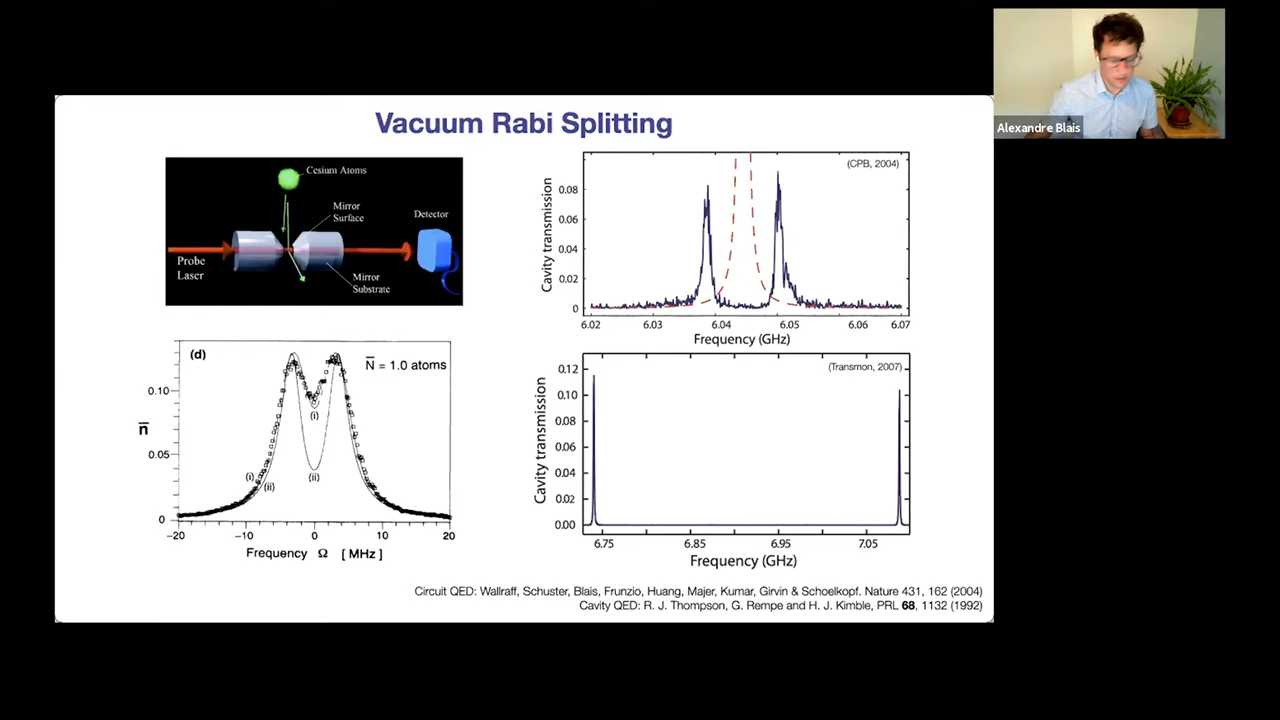 Vacuum Rabi Splitting
Alexandre Blais
Cesium Atoms
Mirror
Surface
Detector
Probe
Laser
Mirror
Substrate
(d)
N̅ = 1.0 atoms
n̅
0.10
0.05
0
(i)
(ii)
(i)
(ii)
−20 −10 0 10 20
Frequency Ω [MHz]
(CPB, 2004)
Cavity transmission
0.08
0.06
0.04
0.02
0
6.02 6.03 6.04 6.05 6.06 6.07
Frequency (GHz)
(Transmon, 2007)
Cavity transmission
0.12
0.10
0.08
0.06
0.04
0.02
0.00
6.75 6.85 6.95 7.05
Frequency (GHz)
Circuit QED: Wallraff, Schuster, Blais, Frunzio, Huang, Majer, Kumar, Girvin & Schoelkopf. Nature 431, 162 (2004)
Cavity QED: R. J. Thompson, G. Rempe and H. J. Kimble, PRL 68, 1132 (1992)